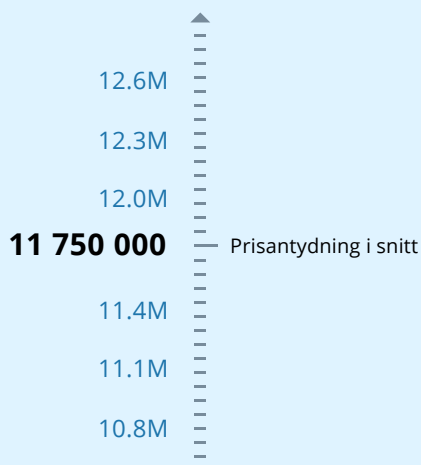 12.6M
12.3M
12.0M
11 750 000 Prisantydning i snitt
11.4M
11.1M
10.8M